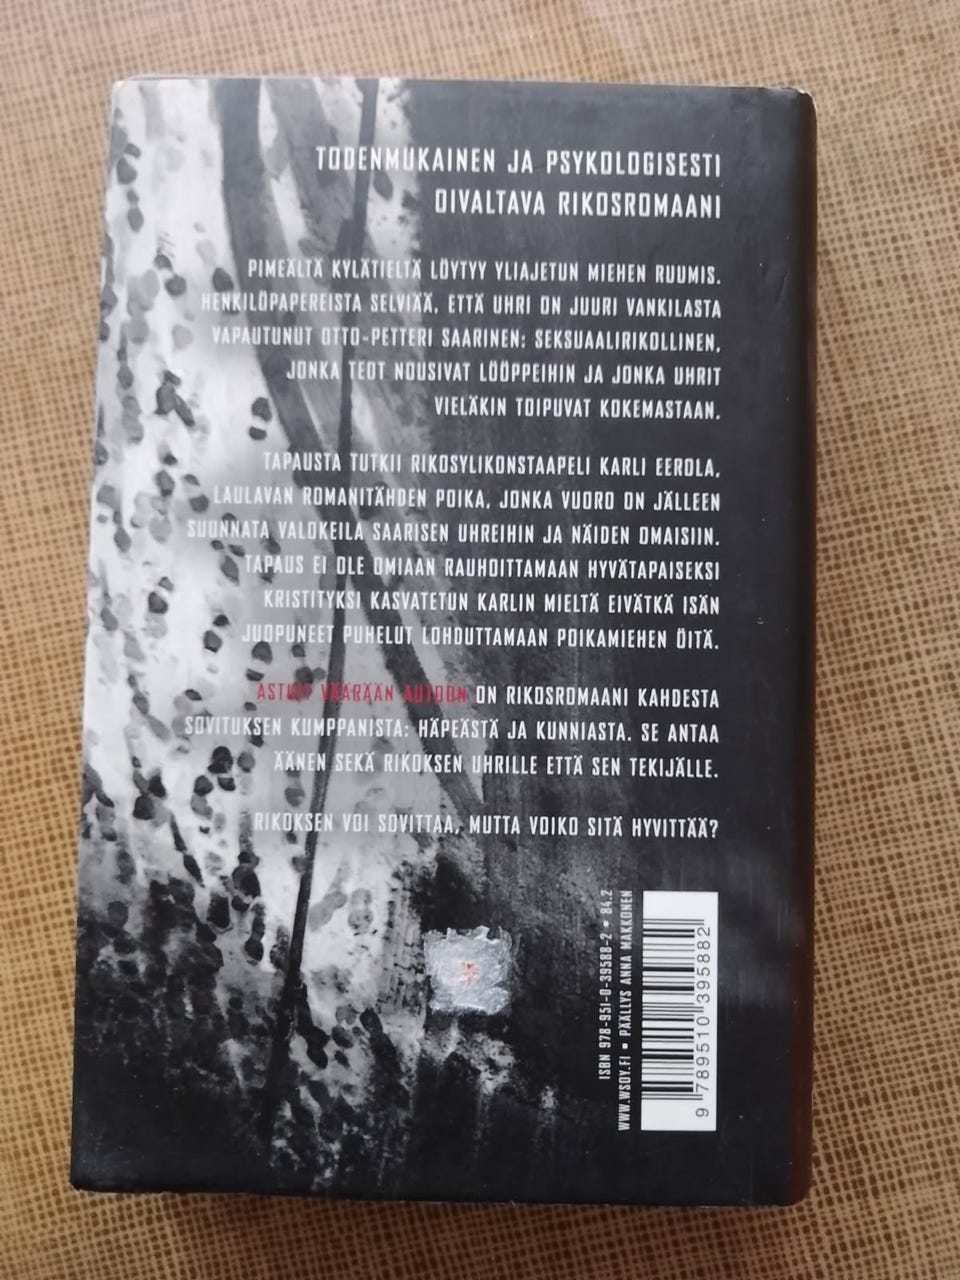 TODENMUKAINEN JA PSYKOLOGISESTI
OIVALTAVA RIKOSROMAANI
PIMEÄLTÄ KYLÄTIELTÄ LÖYTYY YLIAJETUN MIEHEN RUUMIS.
HENKILÖPAPEREISTA SELVIÄÄ, ETTÄ UHRI ON JUURI VANKILASTA
VAPAUTUNUT OTTO-PETTERI SAARINEN: SEKSUAALIRIKOLLINEN,
JONKA TEOT NOUSIVAT LÖÖPPEIHIN JA JONKA UHRIT
VIELÄKIN TOIPUVAT KOKEMASTAAN.
TAPAUSTA TUTKII RIKOSYLIKONSTAAPELI KARLI EEROLA,
LAULAVAN ROMANITÄHDEN POIKA, JONKA VUORO ON JÄLLEEN
SUUNNATA VALOKEILA SAARISEN UHREIHIN JA NÄIDEN OMAISIIN.
TAPAUS EI OLE OMIAAN RAUHOITTAMAAN HYVÄTAPAISEKSI
KRISTITYKSI KASVATETUN KARLIN MIELTÄ EIVÄTKÄ ISÄN
JUOPUNEET PUHELUT LOHDUTTAMAAN POIKAMIEHEN ÖITÄ.
ASTUIT VÄÄRÄÄN AUTOON ON RIKOSROMAANI KAHDESTA
SOVITUKSEN KUMPPANISTA: HÄPEÄSTÄ JA KUNNIASTA. SE ANTAA
ÄÄNEN SEKÄ RIKOKSEN UHRILLE ETTÄ SEN TEKIJÄLLE.
RIKOKSEN VOI SOVITTAA, MUTTA VOIKO SITÄ HYVITTÄÄ?
ISBN 978-951-0-39588-2 • 84.2
WWW.WSOY.FI • PÄÄLLYS ANNA MAKKONEN
9 789510 395882